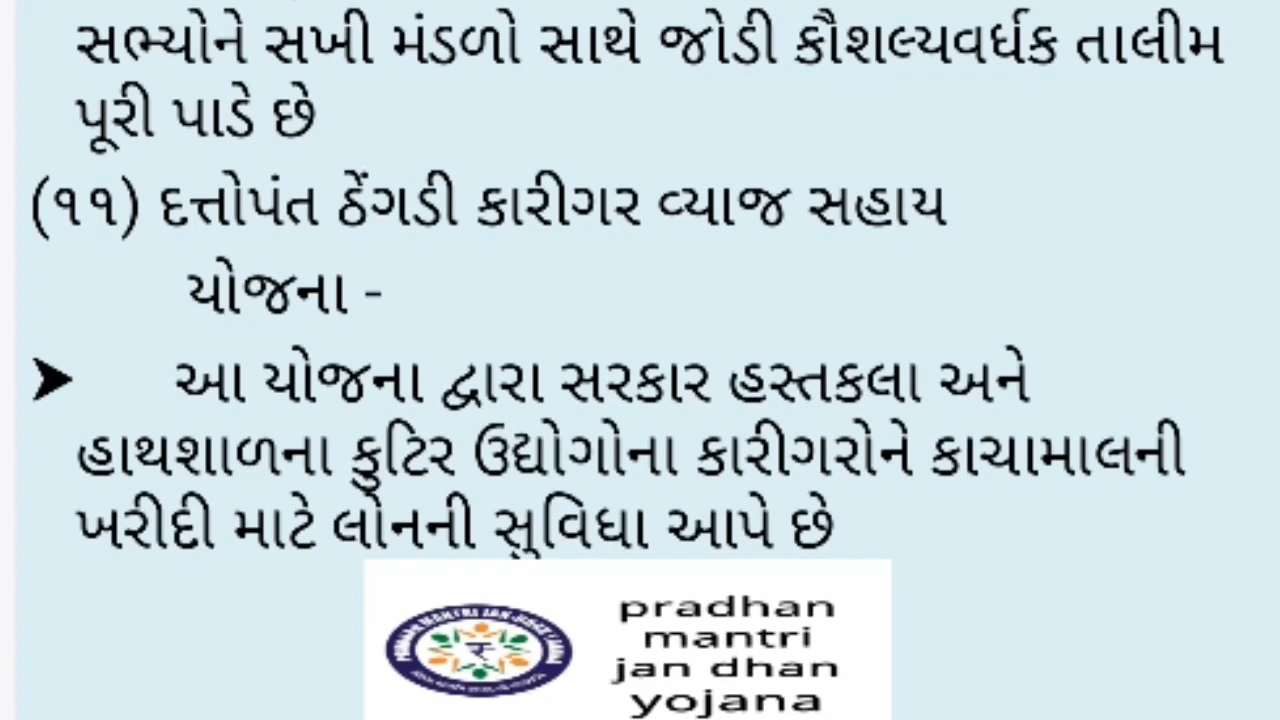 સભ્યોને સખી મંડળો સાથે જોડી કૌશલ્યવર્ધક તાલીમ
પૂરી પાડે છે
(૧૧) દત્તોપંત ઠેંગડી કારીગર વ્યાજ સહાય
યોજના -
➤ આ યોજના દ્વારા સરકાર હસ્તકલા અને
હાથશાળના કુટિર ઉદ્યોગોના કારીગરોને કાચામાલની
ખરીદી માટે લોનની સુવિધા આપે છે
pradhan
mantri
jan dhan
yojana